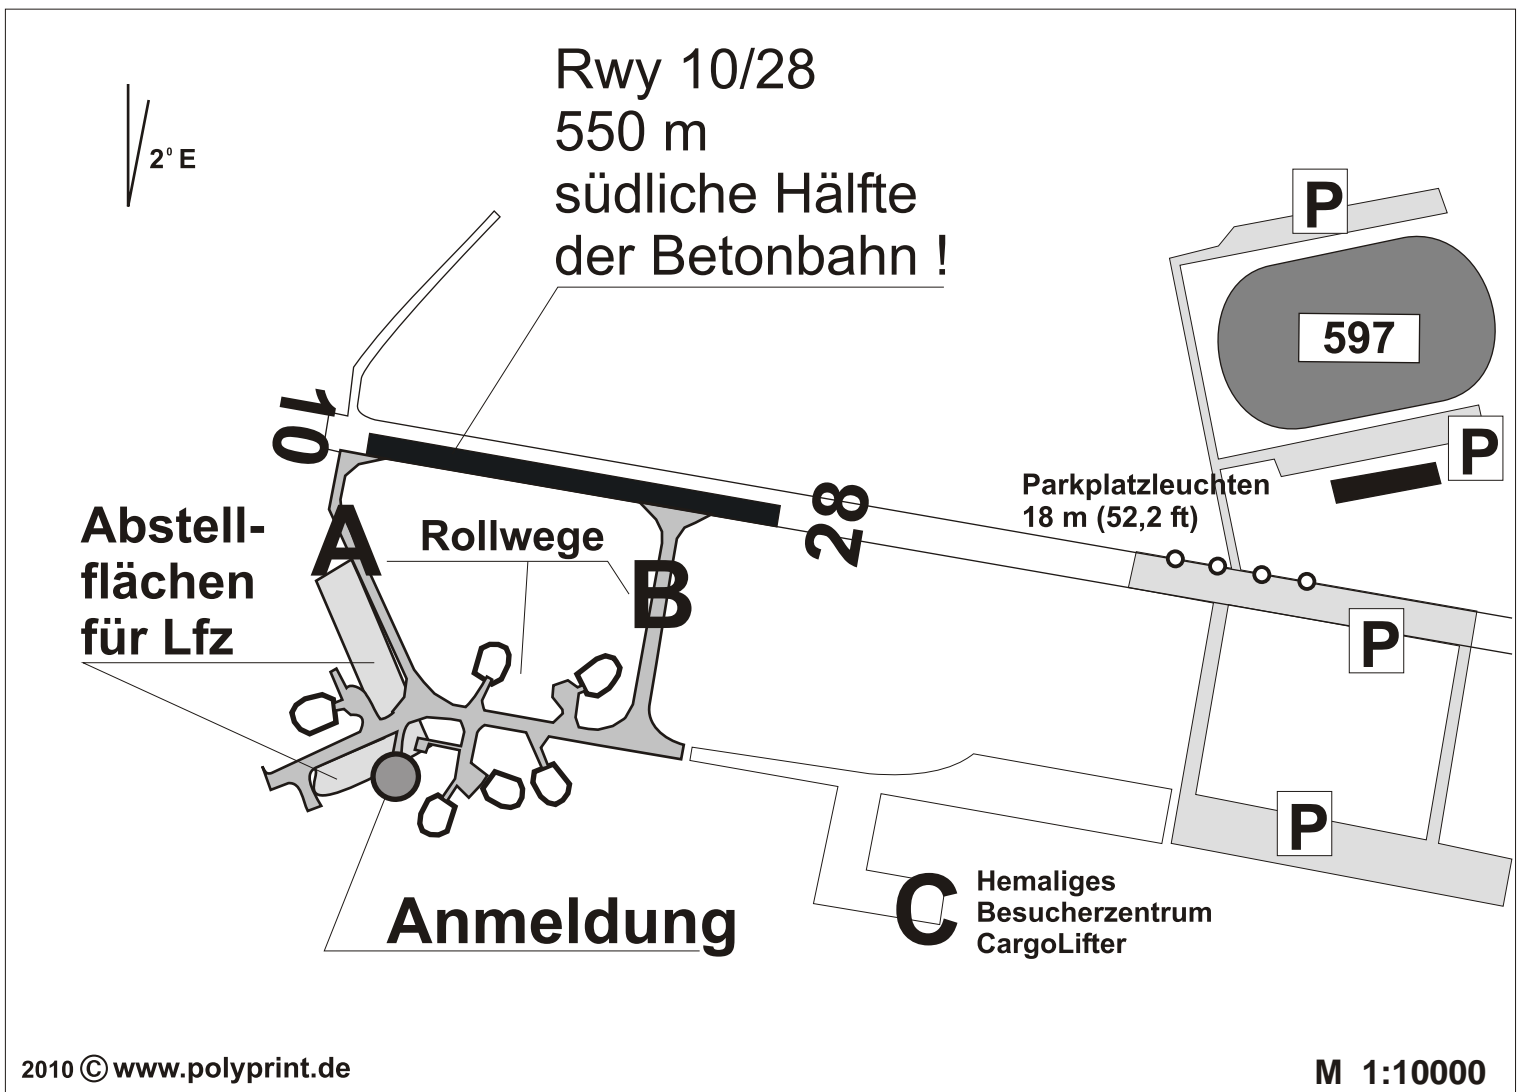 Rwy 10/28
550 m
südliche Hälfte
der Betonbahn !
2° E
P
597
P
10
28
Parkplatzleuchten
18 m (52,2 ft)
Abstell-
flächen
für Lfz
A
Rollwege
B
P
P
C
Hemaliges
Besucherzentrum
CargoLifter
Anmeldung
2010 © www.polyprint.de
M 1:10000